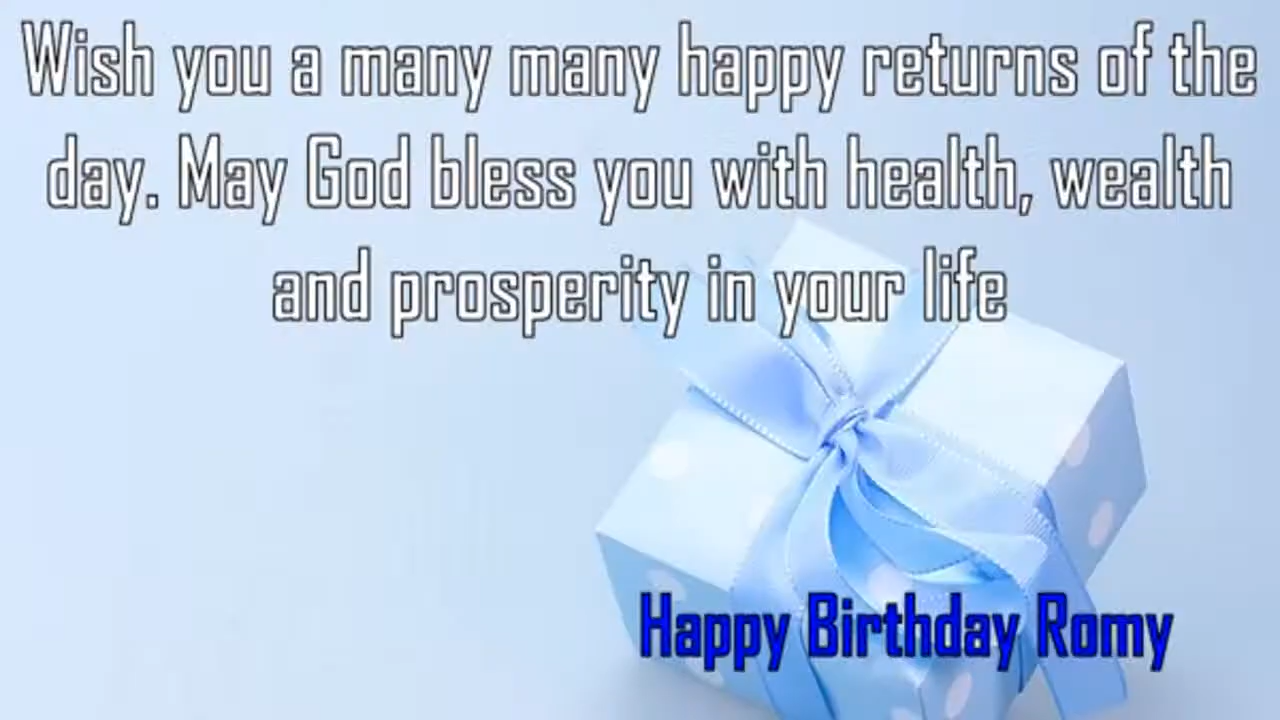 Wish you a many many happy returns of the
day. May God bless you with health, wealth
and prosperity in your life
Happy Birthday Romy